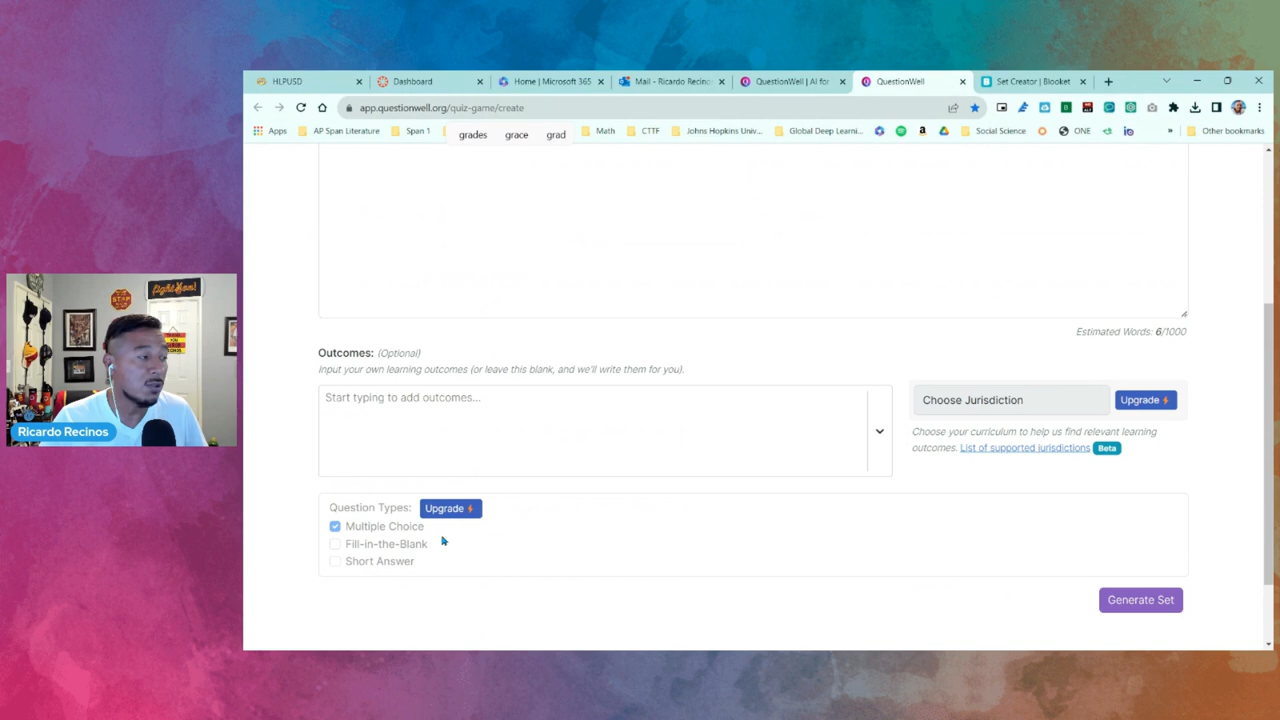 HLPUSD
Dashboard
Home | Microsoft 365
Mail - Ricardo Recinos
QuestionWell | AI for
QuestionWell
Set Creator | Blooket
app.questionwell.org/quiz-game/create
Apps
AP Span Literature
Span 1
grades
grace
grad
Math
CTTF
Johns Hopkins Univ...
Global Deep Learni...
Social Science
ONE
Other bookmarks
Estimated Words: 6/1000
Outcomes: (Optional)
Input your own learning outcomes (or leave this blank, and we'll write them for you).
Start typing to add outcomes...
Choose Jurisdiction
Upgrade
Choose your curriculum to help us find relevant learning
outcomes. List of supported jurisdictions Beta
Question Types: Upgrade
Multiple Choice
Fill-in-the-Blank
Short Answer
Generate Set
fight on!
STOP
Ricardo Recinos